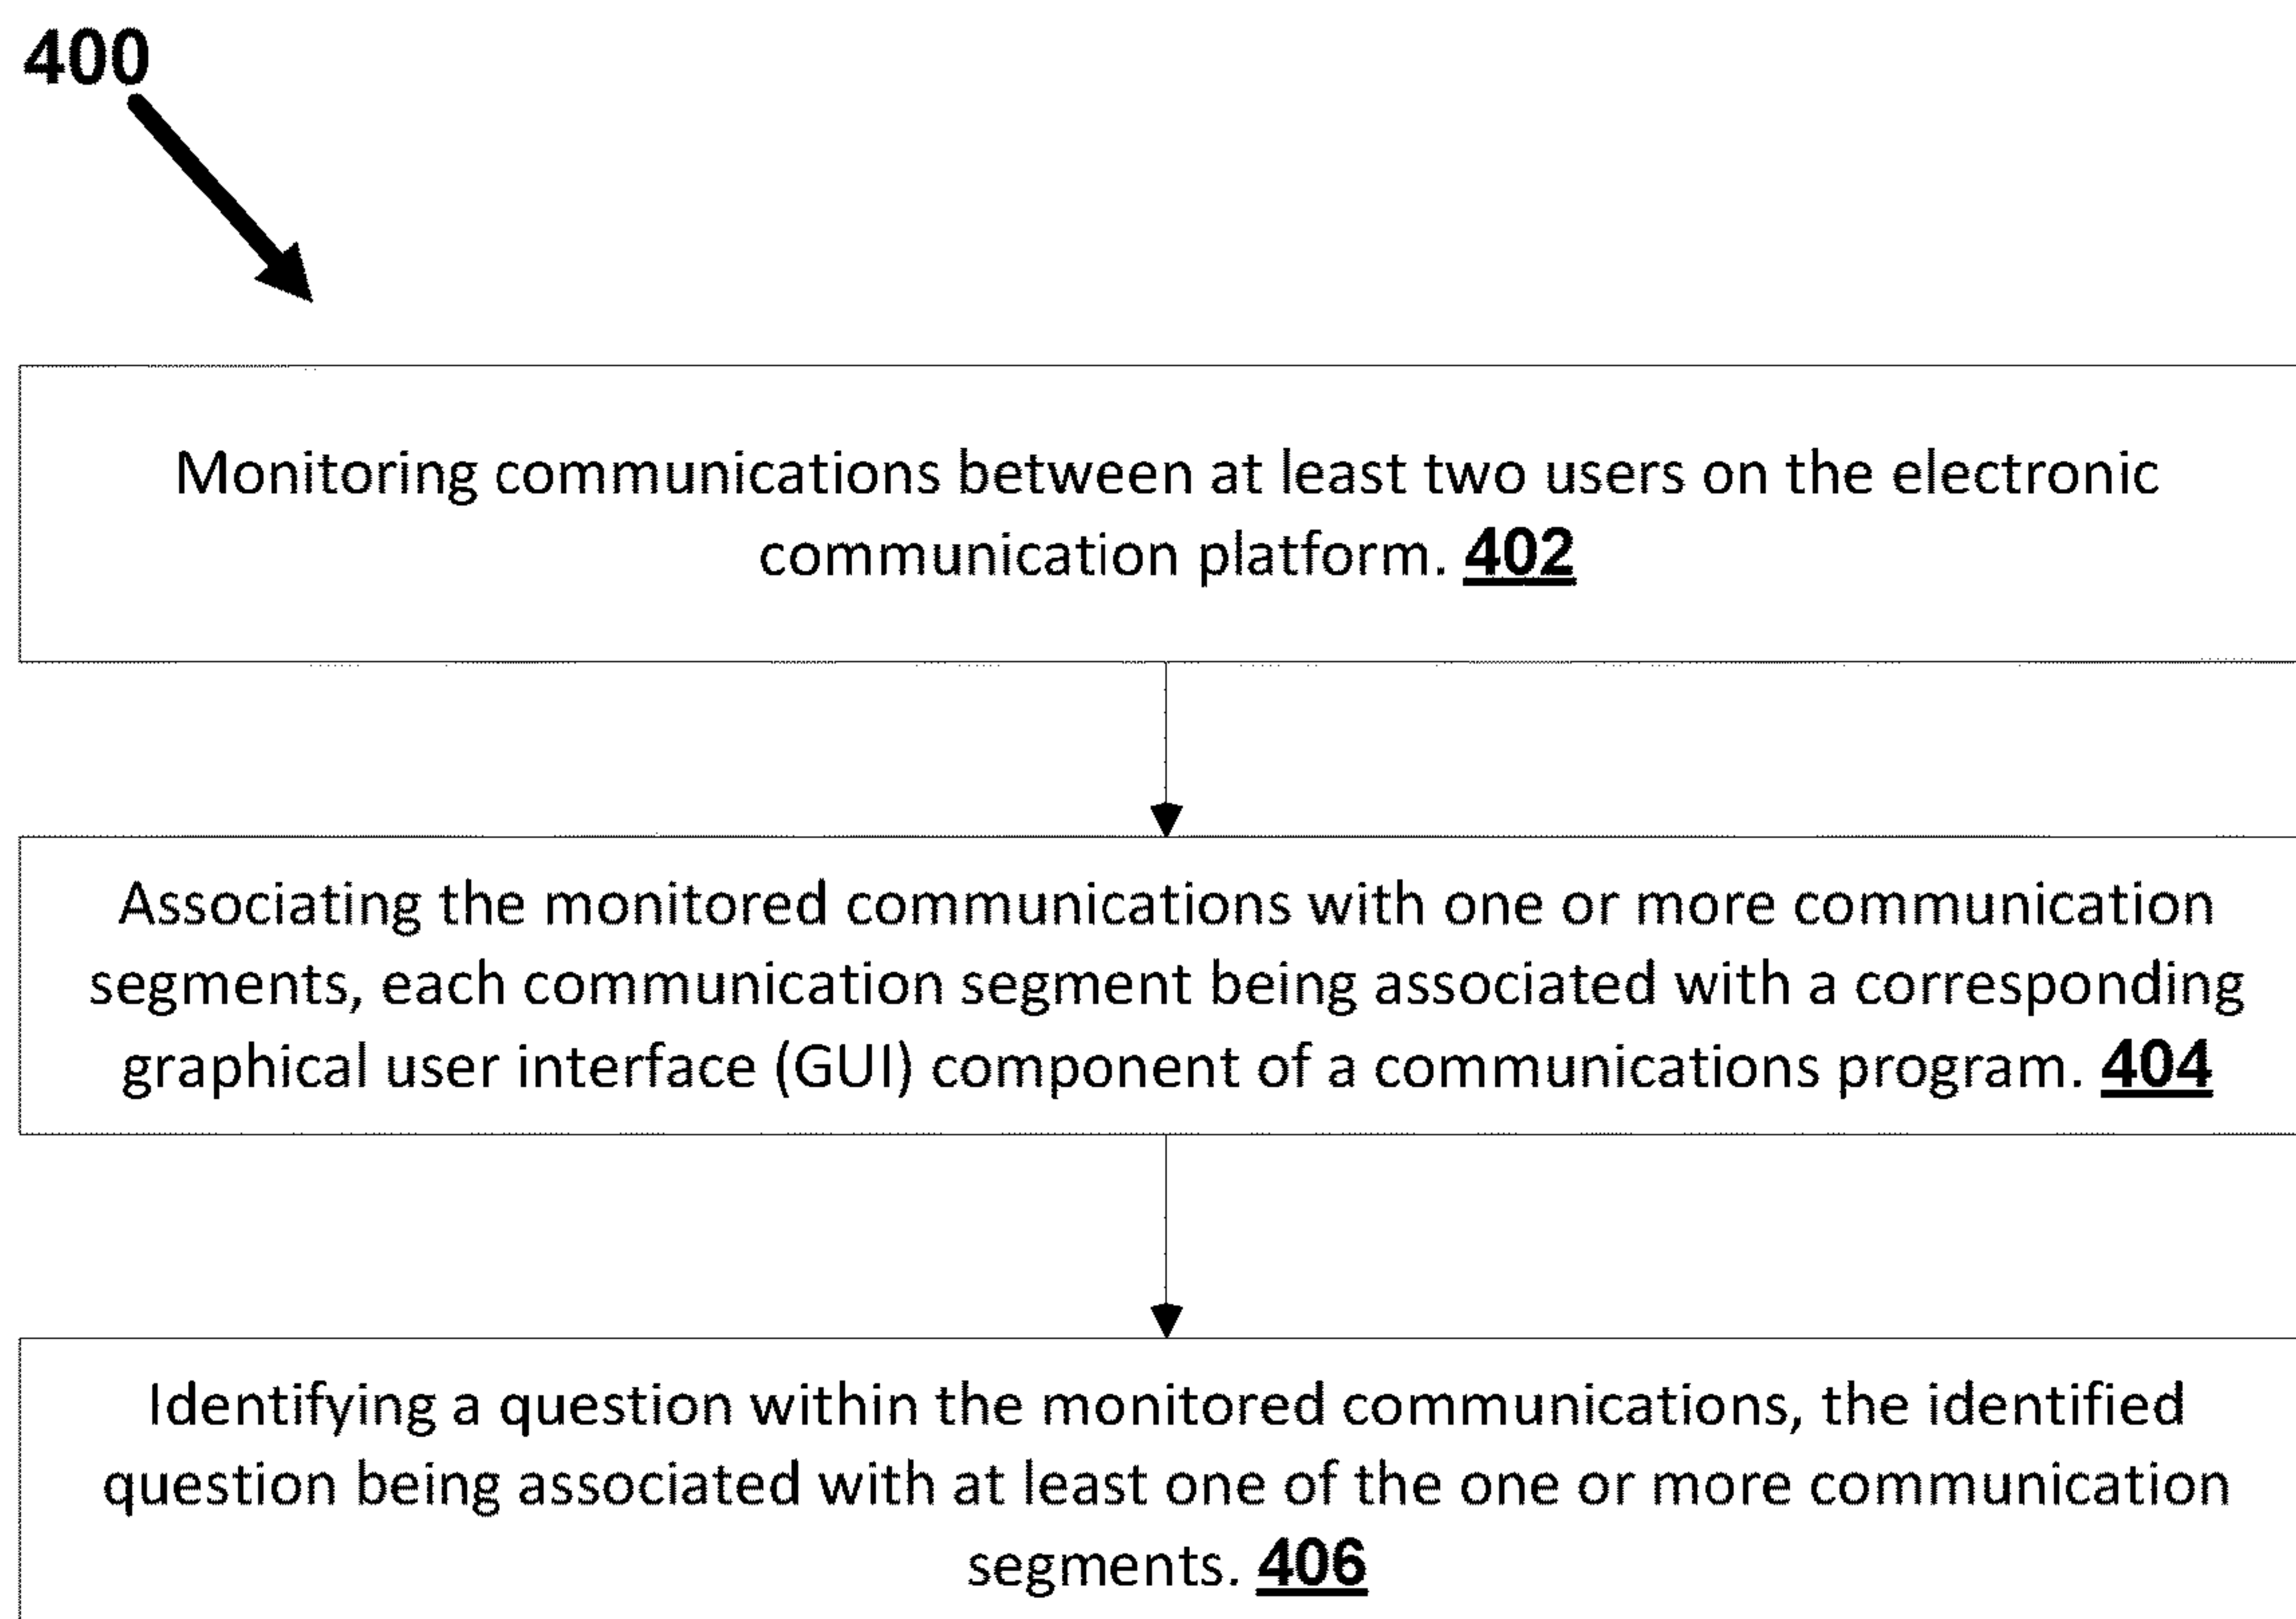 400
Monitoring communications between at least two users on the electronic
communication platform. 402
Associating the monitored communications with one or more communication
segments, each communication segment being associated with a corresponding
graphical user interface (GUI) component of a communications program. 404
Identifying a question within the monitored communications, the identified
question being associated with at least one of the one or more communication
segments. 406